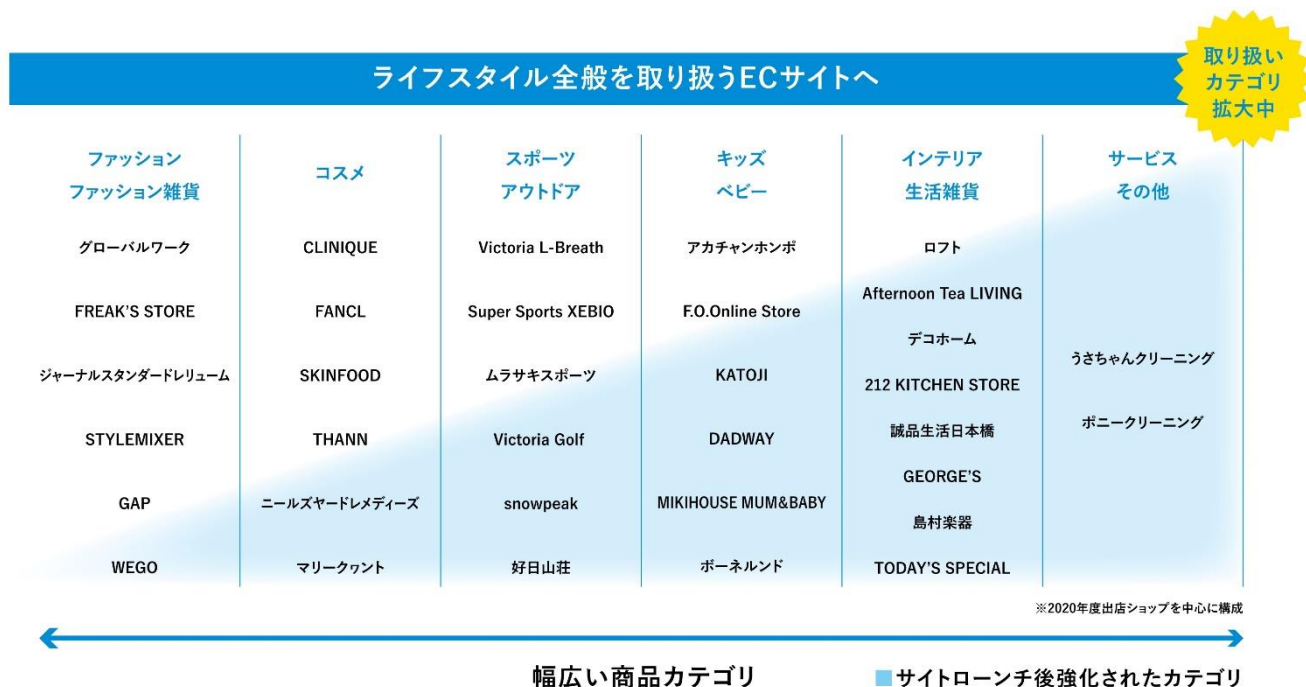 取り扱い
カテゴリ
拡大中
ライフスタイル全般を取り扱うECサイトへ
ファッション
ファッション雑貨
グローバルワーク
FREAK'S STORE
ジャーナルスタンダードレリューム
STYLEMIXER
GAP
WEGO
コスメ
CLINIQUE
FANCL
SKINFOOD
THANN
ニールズヤードレメディーズ
マリークヮント
スポーツ
アウトドア
Victoria L-Breath
Super Sports XEBIO
ムラサキスポーツ
Victoria Golf
snowpeak
好日山荘
キッズ
ベビー
アカチャンホンポ
F.O.Online Store
KATOJI
DADWAY
MIKIHOUSE MUM&BABY
ボーネルンド
インテリア
生活雑貨
ロフト
Afternoon Tea LIVING
デコホーム
212 KITCHEN STORE
誠品生活日本橋
GEORGE'S
島村楽器
TODAY'S SPECIAL
サービス
その他
うさちゃんクリーニング
ポニークリーニング
※2020年度出店ショップを中心に構成
幅広い商品カテゴリ
サイトローンチ後強化されたカテゴリ